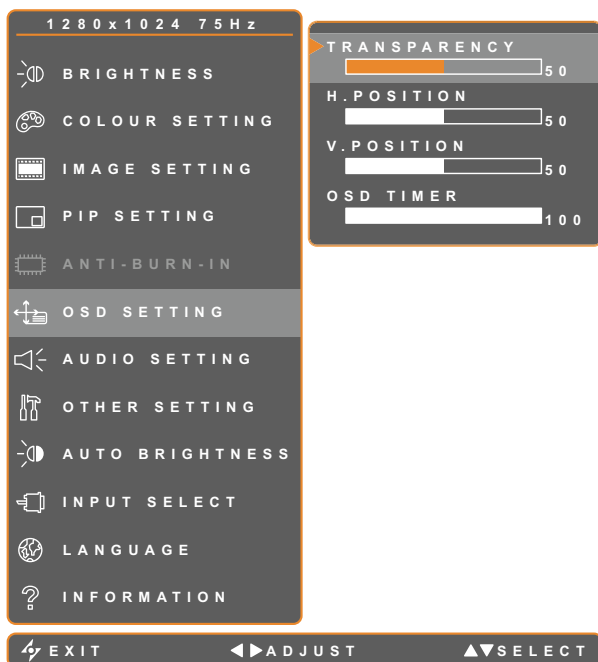 1280x1024 75Hz
BRIGHTNESS
COLOUR SETTING
IMAGE SETTING
PIP SETTING
ANTI-BURN-IN
OSD SETTING
AUDIO SETTING
OTHER SETTING
AUTO BRIGHTNESS
INPUT SELECT
LANGUAGE
INFORMATION
TRANSPARENCY
50
H.POSITION
50
V.POSITION
50
OSD TIMER
100
EXIT ADJUST SELECT